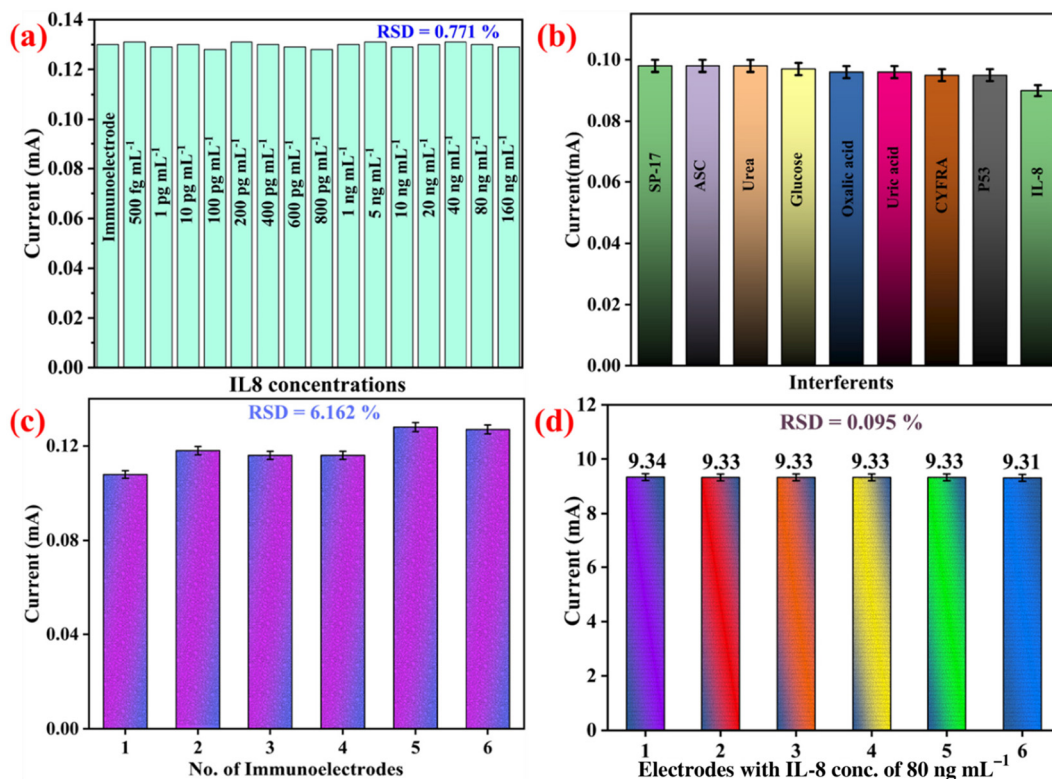 (a)
RSD = 0.771 %
0.14
0.12
0.10
0.08
0.06
0.04
0.02
0.00
Current (mA)
Immunoelectrode
500 fg mL⁻¹
1 pg mL⁻¹
10 pg mL⁻¹
100 pg mL⁻¹
200 pg mL⁻¹
400 pg mL⁻¹
600 pg mL⁻¹
800 pg mL⁻¹
1 ng mL⁻¹
5 ng mL⁻¹
10 ng mL⁻¹
20 ng mL⁻¹
40 ng mL⁻¹
80 ng mL⁻¹
160 ng mL⁻¹
IL8 concentrations
(b)
0.10
0.08
0.06
0.04
0.02
0.00
Current(mA)
SP-17
ASC
Urea
Glucose
Oxalic acid
Uric acid
CYFRA
P53
IL-8
Interferents
(c)
RSD = 6.162 %
0.12
0.08
0.04
0.00
Current (mA)
1 2 3 4 5 6
No. of Immunoelectrodes
(d)
RSD = 0.095 %
12
10
8
6
4
2
0
Current (mA)
9.34 9.33 9.33 9.33 9.33 9.31
1 2 3 4 5 6
Electrodes with IL-8 conc. of 80 ng mL⁻¹